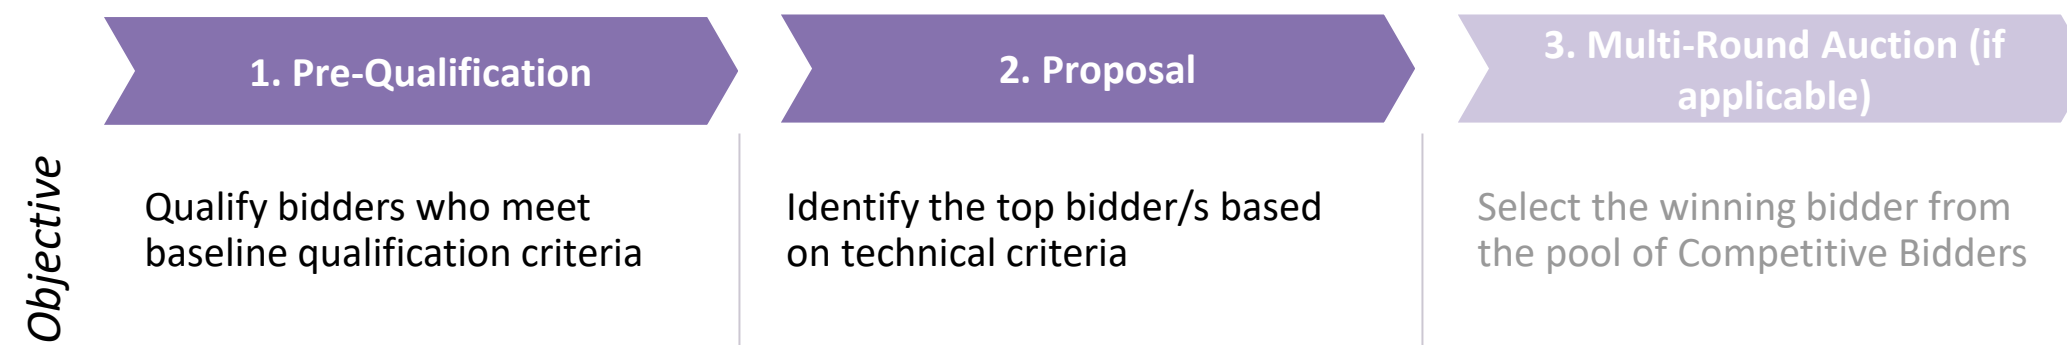 1. Pre-Qualification
2. Proposal
3. Multi-Round Auction (if
applicable)
Objective
Qualify bidders who meet
baseline qualification criteria
Identify the top bidder/s based
on technical criteria
Select the winning bidder from
the pool of Competitive Bidders